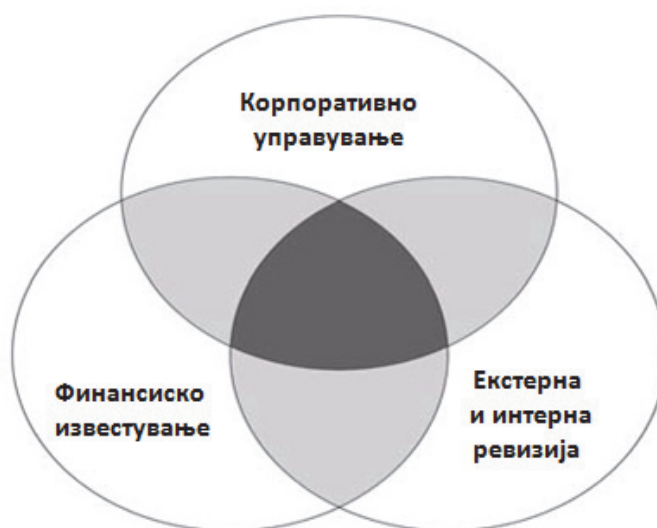 Корпоративно
управување
Финансиско
известување
Екстерна
и интерна
ревизија